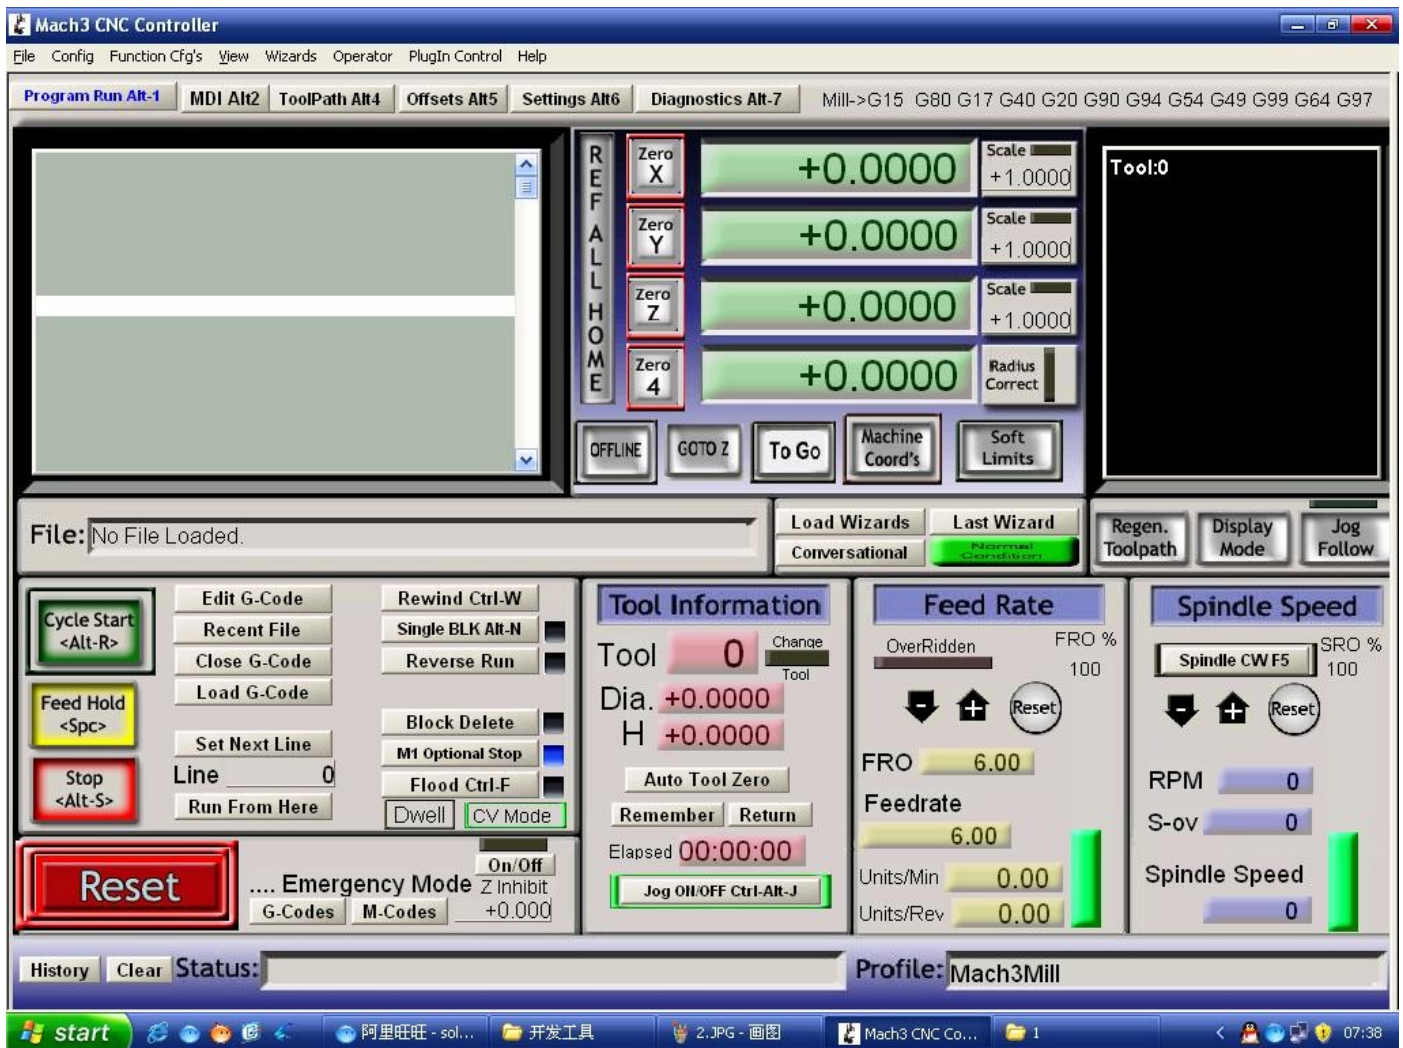 Mach3 CNC Controller
File Config Function Cfg's View Wizards Operator PlugIn Control Help
Program Run Alt-1 MDI Alt2 ToolPath Alt4 Offsets Alt5 Settings Alt6 Diagnostics Alt-7 Mill->G15 G80 G17 G40 G20 G90 G94 G54 G49 G99 G64 G97
REF ALL HOME
Zero X +0.0000 Scale +1.0000
Zero Y +0.0000 Scale +1.0000
Zero Z +0.0000 Scale +1.0000
Zero 4 +0.0000 Radius Correct
OFFLINE GOTO Z To Go Machine Coord's Soft Limits
Tool:0
File: No File Loaded.
Load Wizards Last Wizard
Conversational Normal Condition
Regen. Toolpath Display Mode Jog Follow
Cycle Start <Alt-R>
Feed Hold <Spc>
Stop <Alt-S>
Edit G-Code
Recent File
Close G-Code
Load G-Code
Set Next Line
Line 0
Run From Here
Rewind Ctrl-W
Single BLK Alt-N
Reverse Run
Block Delete
M1 Optional Stop
Flood Ctrl-F
Dwell CV Mode
Reset
.... Emergency Mode
G-Codes M-Codes
On/Off
Z Inhibit
+0.000
Tool Information
Tool 0 Change Tool
Dia. +0.0000
H +0.0000
Auto Tool Zero
Remember Return
Elapsed 00:00:00
Jog ON/OFF Ctrl-Alt-J
Feed Rate
OverRidden FRO %
100
Reset
FRO 6.00
Feedrate
6.00
Units/Min 0.00
Units/Rev 0.00
Spindle Speed
Spindle CW F5 SRO %
100
Reset
RPM 0
S-ov 0
Spindle Speed
0
History Clear Status:
Profile: Mach3Mill
start 阿里旺旺 - sol... 开发工具 2.JPG - 画图 Mach3 CNC Co... 1 07:38